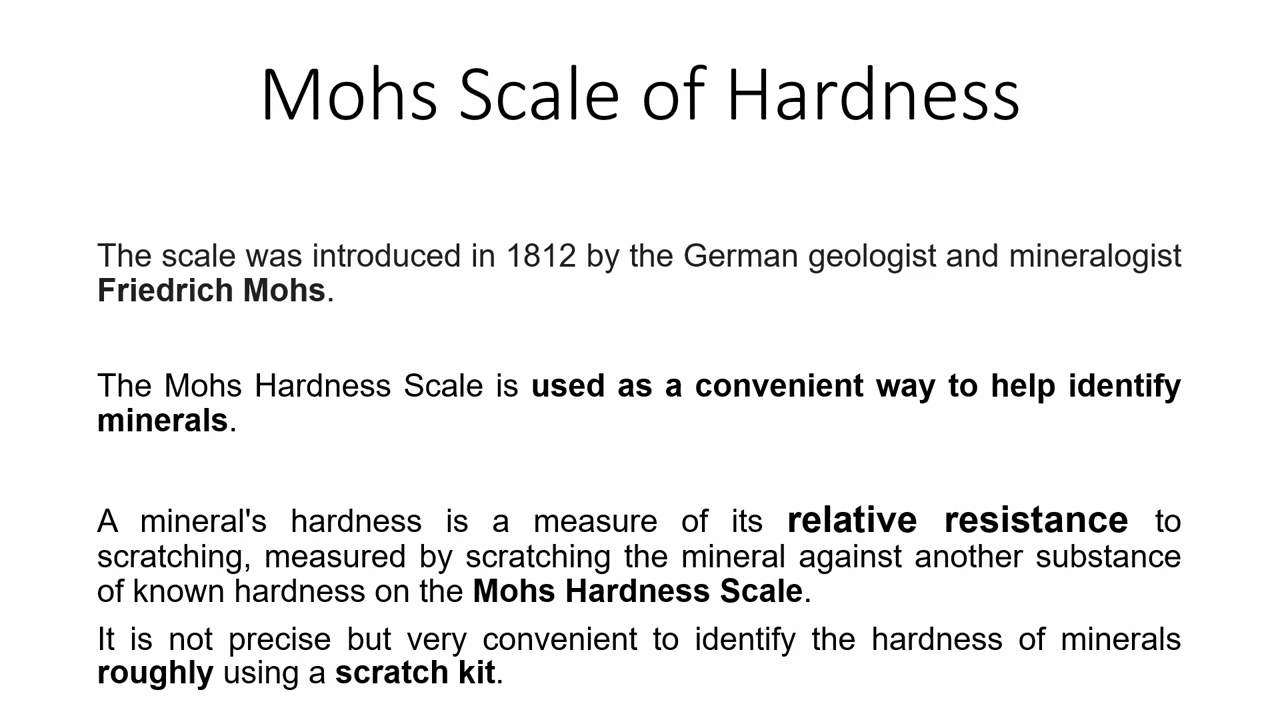 Mohs Scale of Hardness
The scale was introduced in 1812 by the German geologist and mineralogist
Friedrich Mohs.
The Mohs Hardness Scale is used as a convenient way to help identify
minerals.
A mineral's hardness is a measure of its relative resistance to
scratching, measured by scratching the mineral against another substance
of known hardness on the Mohs Hardness Scale.
It is not precise but very convenient to identify the hardness of minerals
roughly using a scratch kit.